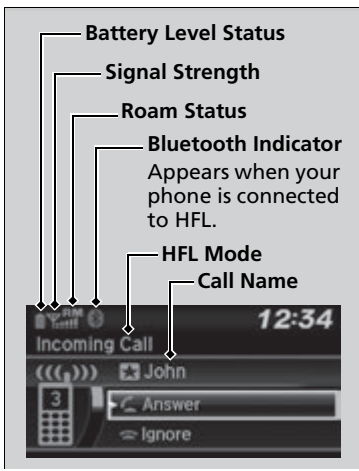 Battery Level Status
Signal Strength
Roam Status
Bluetooth Indicator
Appears when your
phone is connected
to HFL.
HFL Mode
Call Name
RM
12:34
Incoming Call
John
3
Answer
Ignore